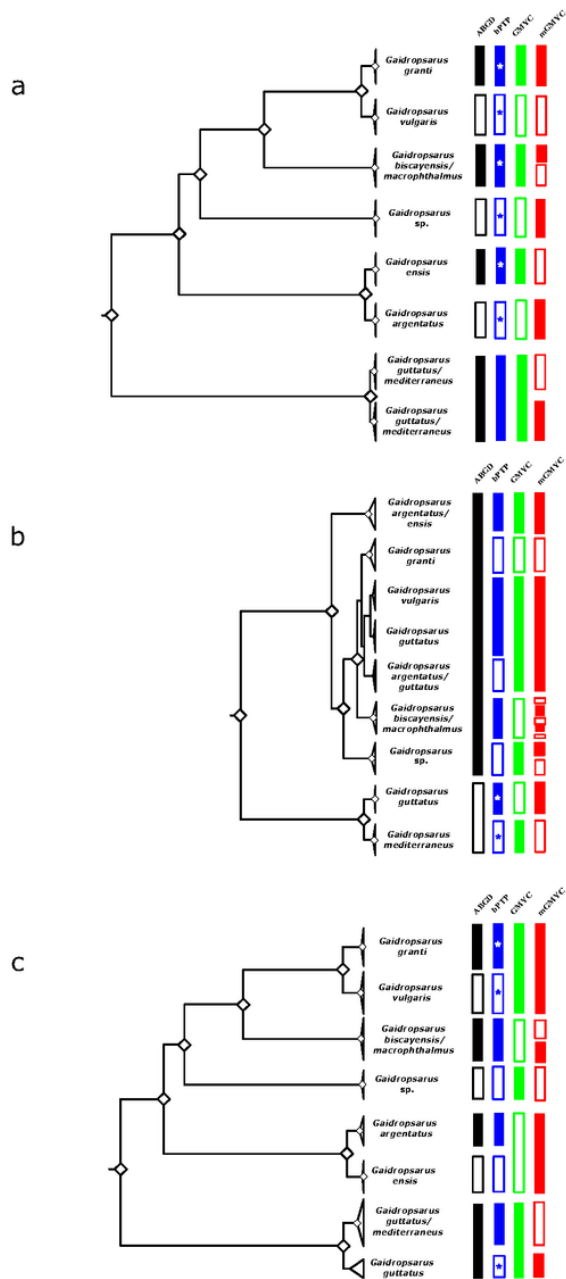 ABGD bPTP GMYC mGMYC
a
Gaidropsarus
granti
*
Gaidropsarus
vulgaris
*
Gaidropsarus
biscayensis/
macrophthalmus
*
Gaidropsarus
sp.
*
Gaidropsarus
ensis
*
Gaidropsarus
argentatus
*
Gaidropsarus
guttatus/
mediterraneus
Gaidropsarus
guttatus/
mediterraneus
ABGD bPTP GMYC mGMYC
b
Gaidropsarus
argentatus/
ensis
Gaidropsarus
granti
Gaidropsarus
vulgaris
Gaidropsarus
guttatus
Gaidropsarus
argentatus/
guttatus
Gaidropsarus
biscayensis/
macrophthalmus
Gaidropsarus
sp.
Gaidropsarus
guttatus
*
Gaidropsarus
mediterraneus
*
ABGD bPTP GMYC mGMYC
c
Gaidropsarus
granti
*
Gaidropsarus
vulgaris
*
Gaidropsarus
biscayensis/
macrophthalmus
Gaidropsarus
sp.
Gaidropsarus
argentatus
Gaidropsarus
ensis
Gaidropsarus
guttatus/
mediterraneus
Gaidropsarus
guttatus
*